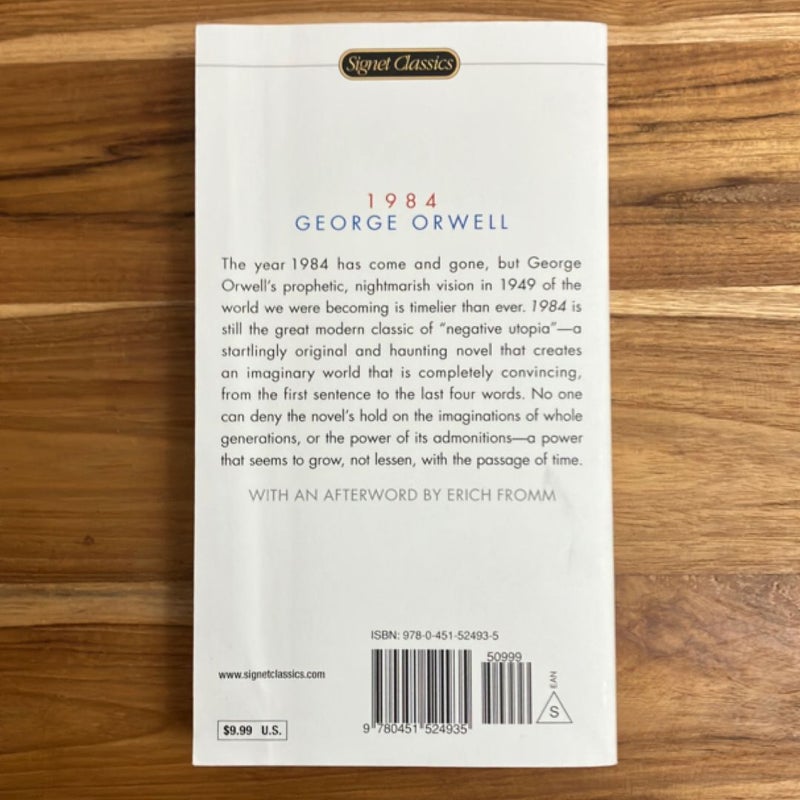 Signet Classics
1984
GEORGE ORWELL
The year 1984 has come and gone, but George
Orwell's prophetic, nightmarish vision in 1949 of the
world we were becoming is timelier than ever. 1984 is
still the great modern classic of “negative utopia”—a
startlingly original and haunting novel that creates
an imaginary world that is completely convincing,
from the first sentence to the last four words. No one
can deny the novel's hold on the imaginations of whole
generations, or the power of its admonitions—a power
that seems to grow, not lessen, with the passage of time.
WITH AN AFTERWORD BY ERICH FROMM
ISBN: 978-0-451-52493-5
50999
EAN
S
www.signetclassics.com
9 780451 524935
$9.99 U.S.